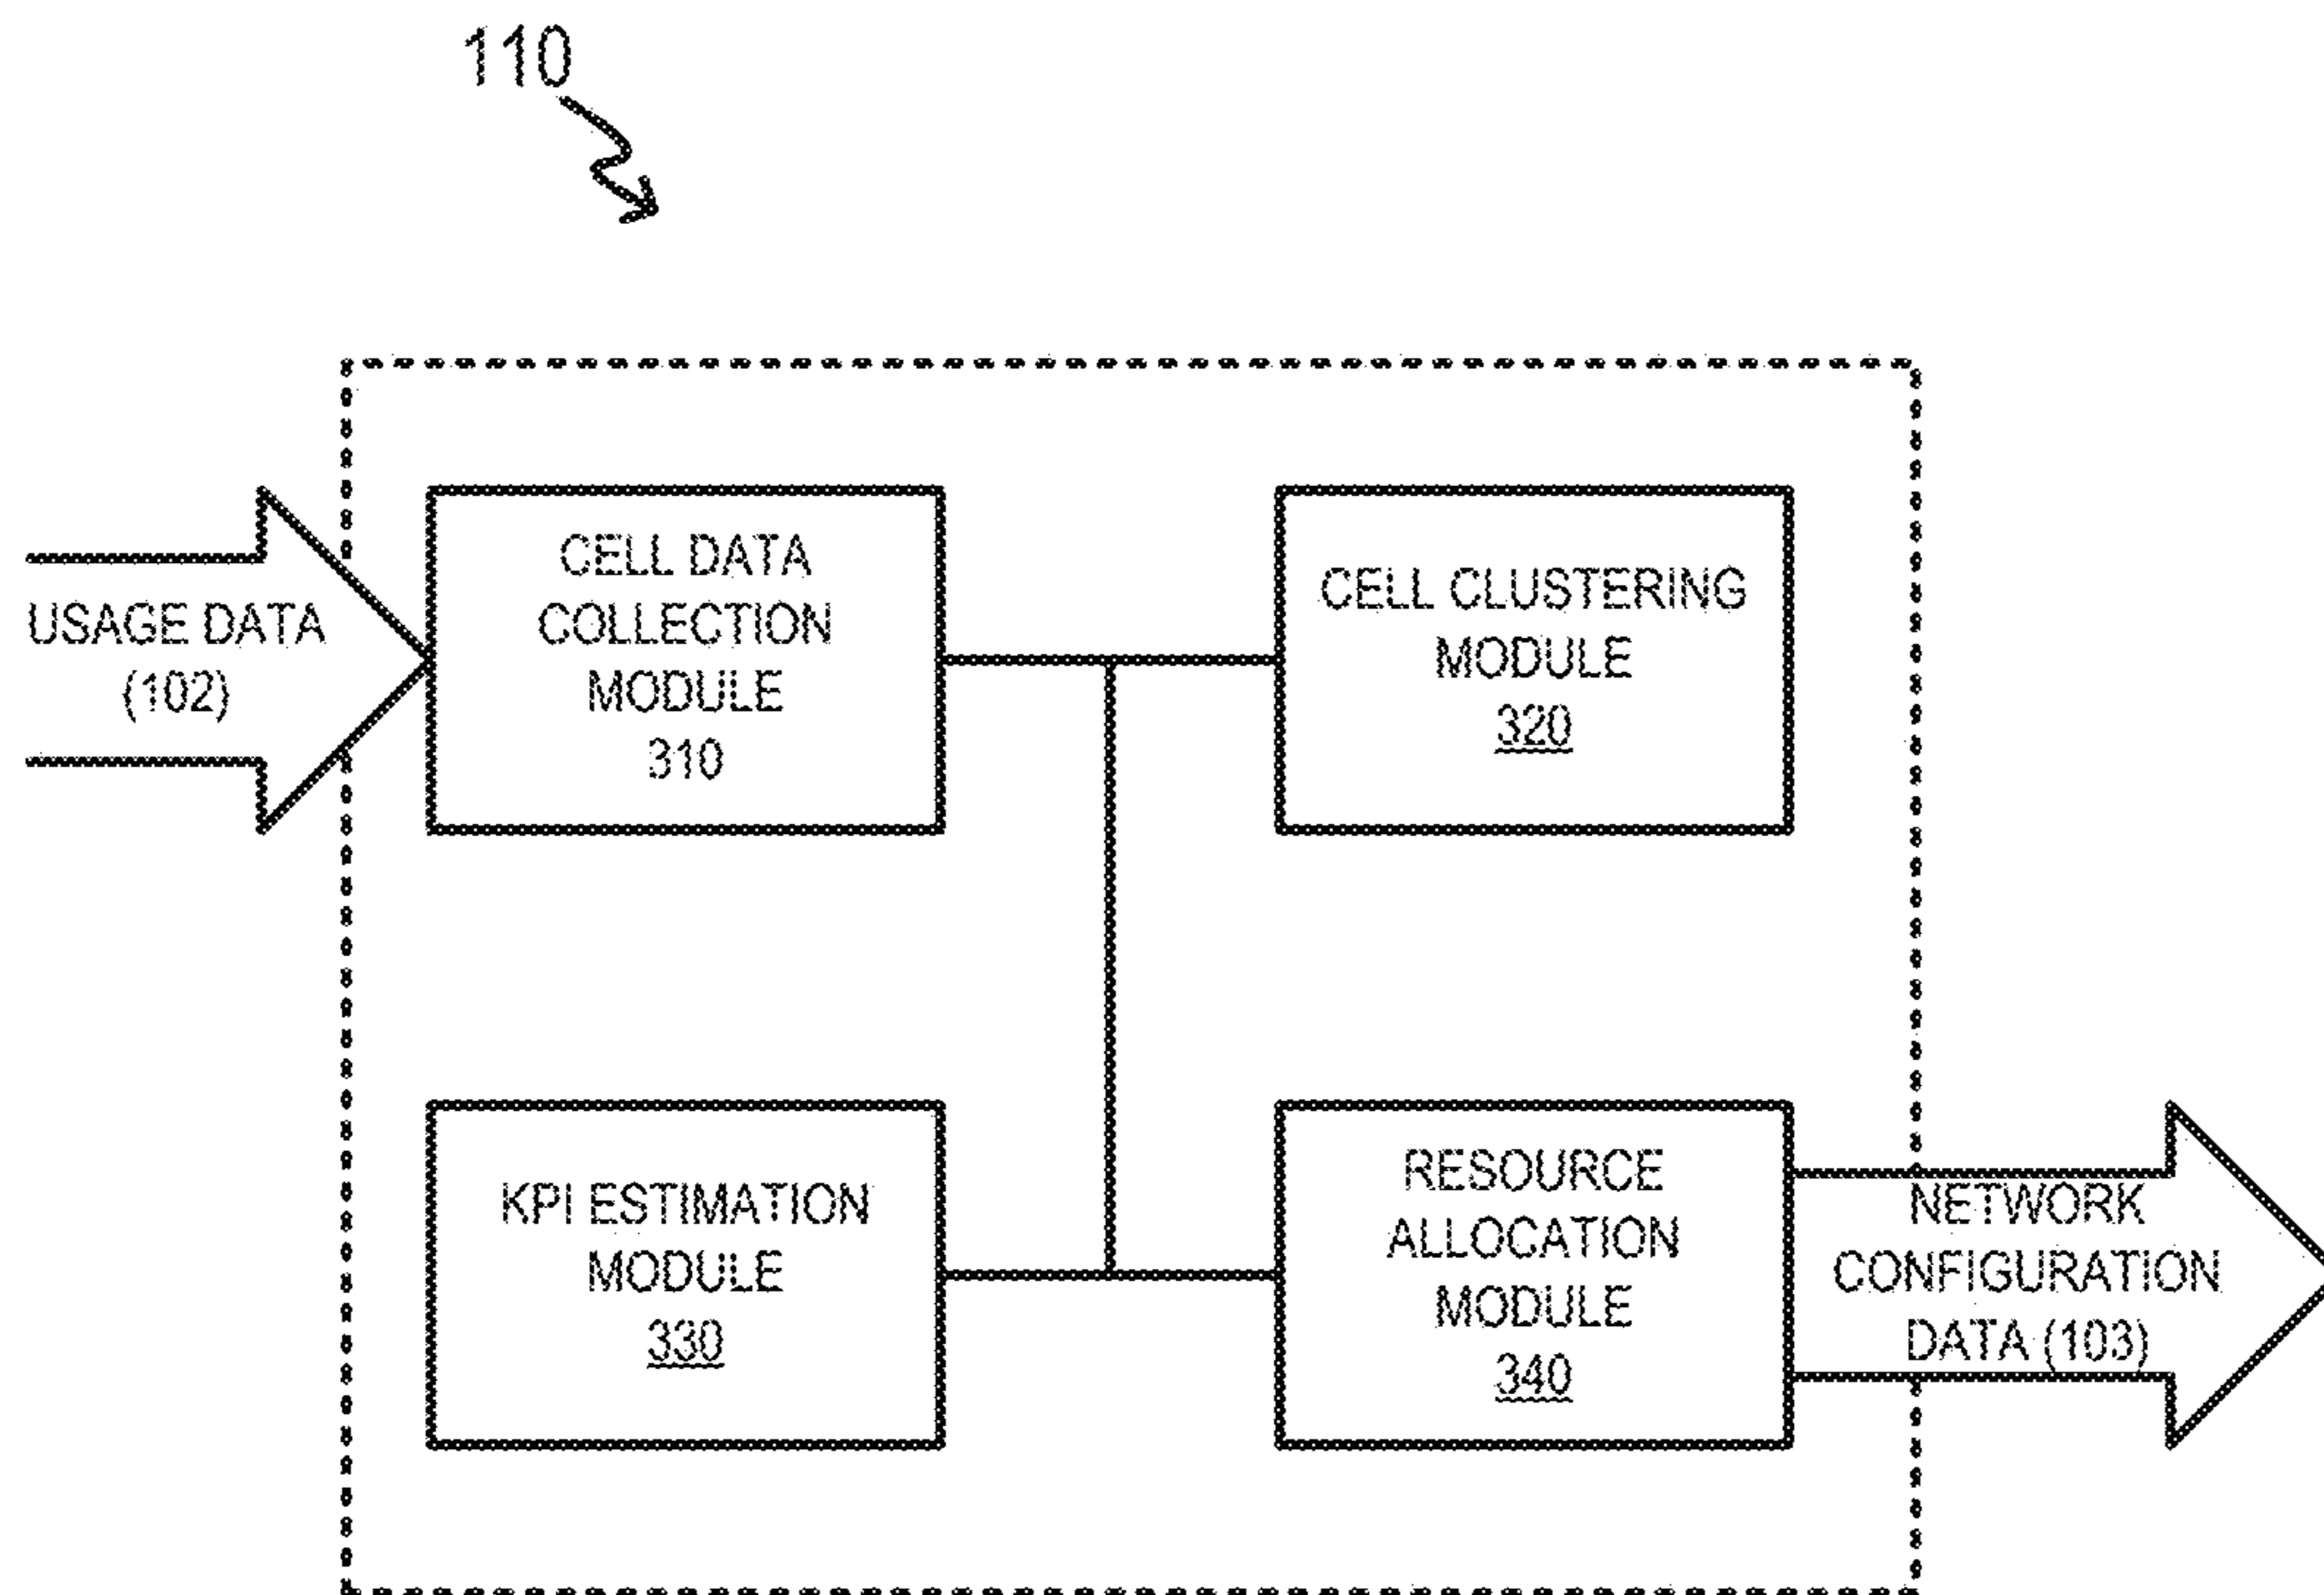 110
USAGE DATA
(102)
CELL DATA
COLLECTION
MODULE
310
CELL CLUSTERING
MODULE
320
KPI ESTIMATION
MODULE
330
RESOURCE
ALLOCATION
MODULE
340
NETWORK
CONFIGURATION
DATA (103)